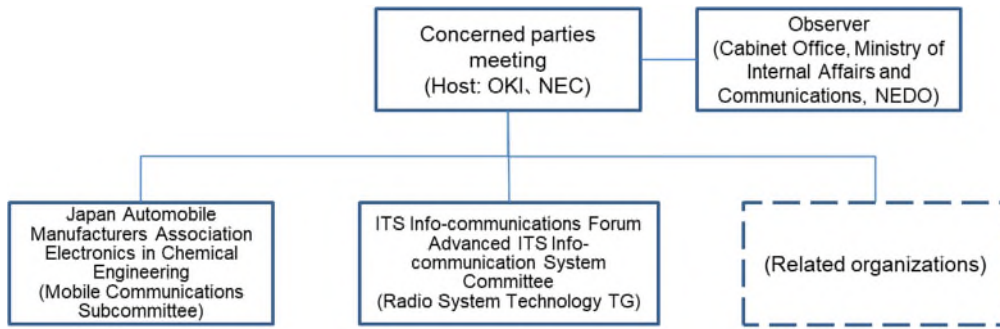 Concerned parties
meeting
(Host: OKI、NEC)
Observer
(Cabinet Office, Ministry of
Internal Affairs and
Communications, NEDO)
Japan Automobile
Manufacturers Association
Electronics in Chemical
Engineering
(Mobile Communications
Subcommittee)
ITS Info-communications Forum
Advanced ITS Info-
communication System
Committee
(Radio System Technology TG)
(Related organizations)